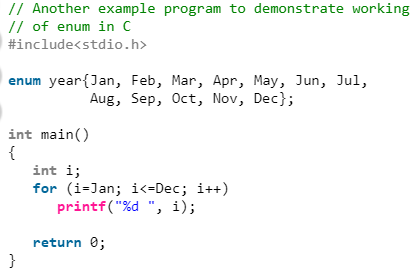 // Another example program to demonstrate working
// of enum in C
#include<stdio.h>

enum year{Jan, Feb, Mar, Apr, May, Jun, Jul,
          Aug, Sep, Oct, Nov, Dec};

int main()
{
   int i;
   for (i=Jan; i<=Dec; i++)
      printf("%d ", i);

   return 0;
}